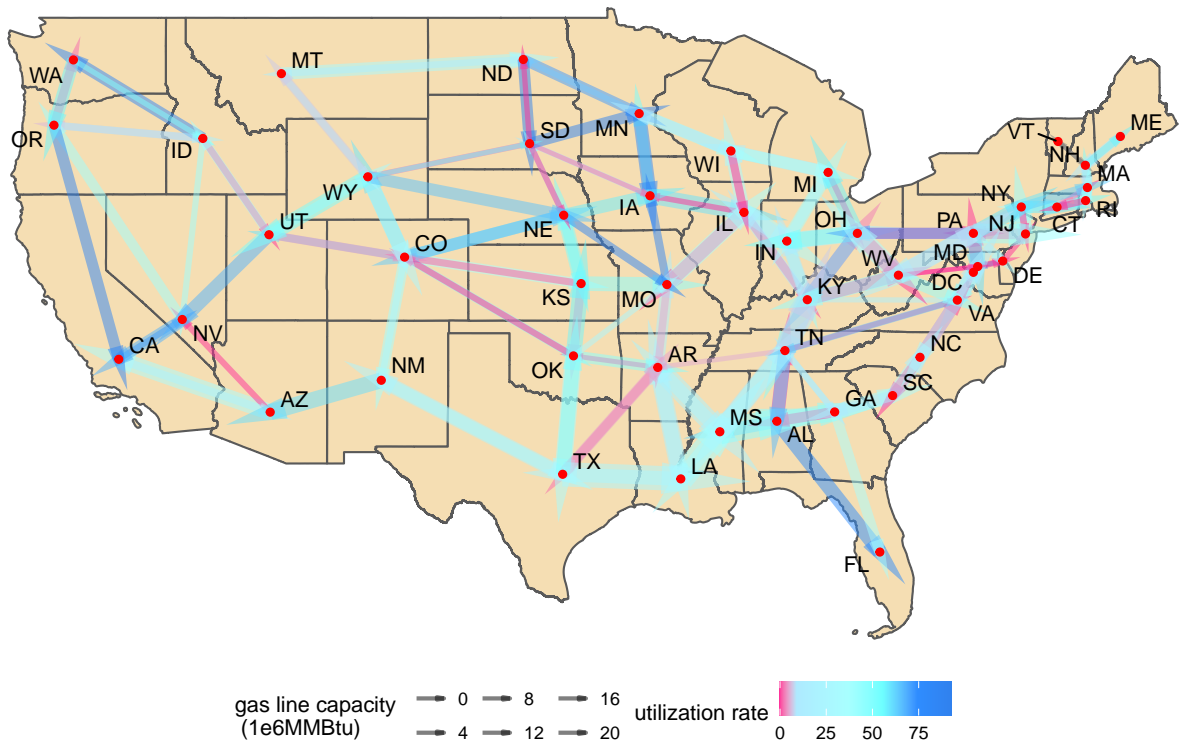 MT
ND
WA
OR
ID
SD
MN
WI
MI
VT
NH
ME
MA
NY
CT
RI
WY
IA
IL
IN
OH
PA
NJ
UT
CO
NE
MD
WV
DC
DE
KS
MO
KY
VA
CA
NV
AZ
NM
OK
AR
TN
NC
SC
TX
LA
MS
AL
GA
FL
gas line capacity
(1e6MMBtu)
0 8 16
4 12 20
utilization rate
0 25 50 75